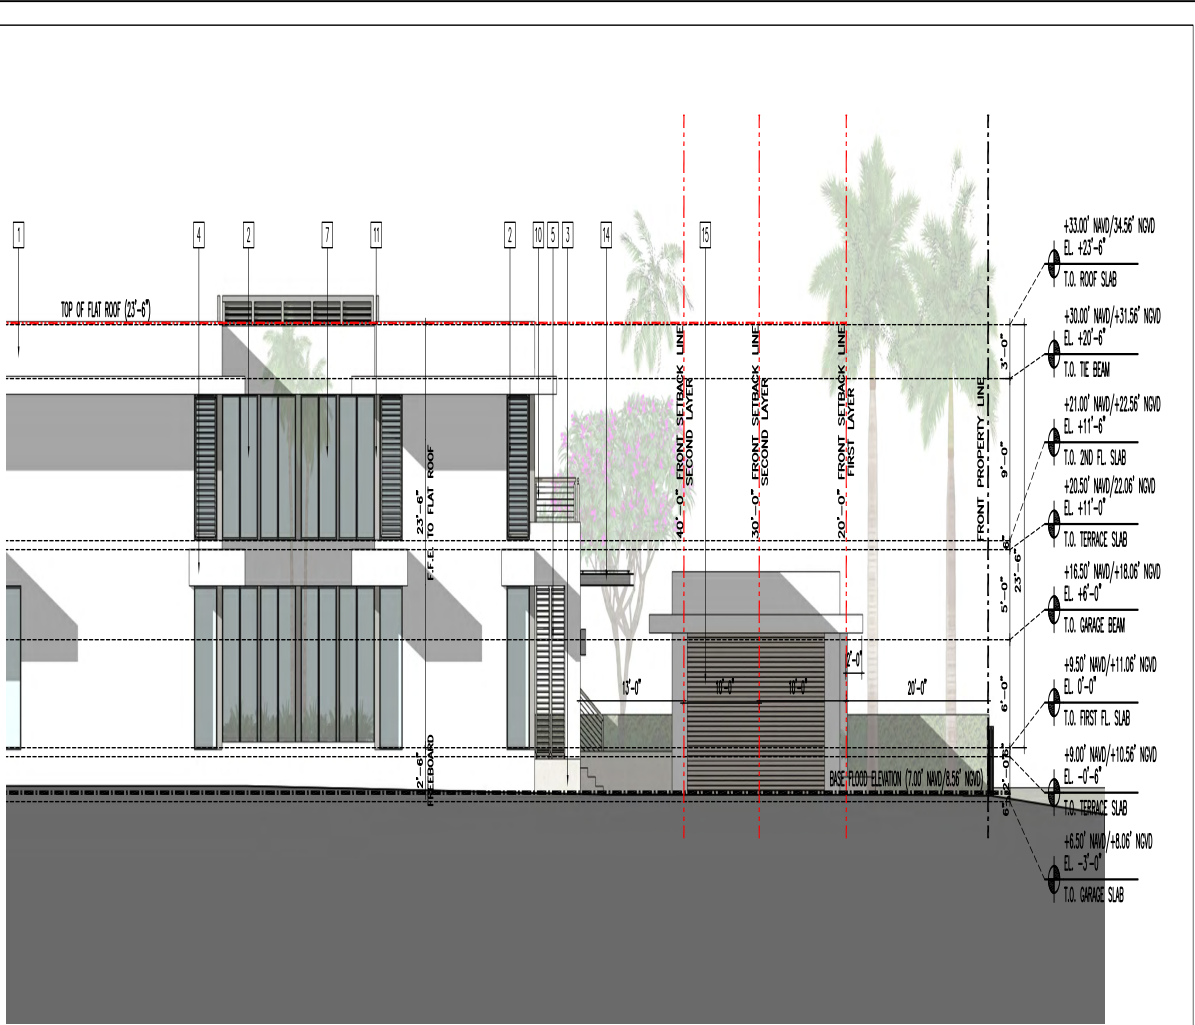 1
4
2
7
11
2
10
5
3
14
15
TOP OF FLAT ROOF (23'-6")
23'-6"
F.F.E. TO FLAT ROOF
2'-6"
FREEBOARD
40'-0" FRONT SETBACK LINE
SECOND LAYER
30'-0" FRONT SETBACK LINE
SECOND LAYER
20'-0" FRONT SETBACK LINE
FIRST LAYER
FRONT PROPERTY LINE
13'-0"
10'-0"
10'-0"
2'-0"
20'-0"
BASE FLOOD ELEVATION (7.00' NAVD/8.56' NGVD)
3'-0"
9'-0"
6"
23'-6"
5'-0"
6'-0"
6"
2'-0"
6"
+33.00' NAVD/34.56' NGVD
EL. +23'-6"
T.O. ROOF SLAB
+30.00' NAVD/+31.56' NGVD
EL. +20'-6"
T.O. TIE BEAM
+21.00' NAVD/+22.56' NGVD
EL. +11'-6"
T.O. 2ND FL. SLAB
+20.50' NAVD/22.06' NGVD
EL. +11'-0"
T.O. TERRACE SLAB
+16.50' NAVD/+18.06' NGVD
EL. +6'-0"
T.O. GARAGE BEAM
+9.50' NAVD/+11.06' NGVD
EL. 0'-0"
T.O. FIRST FL. SLAB
+9.00' NAVD/+10.56' NGVD
EL. -0'-6"
T.O. TERRACE SLAB
+6.50' NAVD/+8.06' NGVD
EL. -3'-0"
T.O. GARAGE SLAB